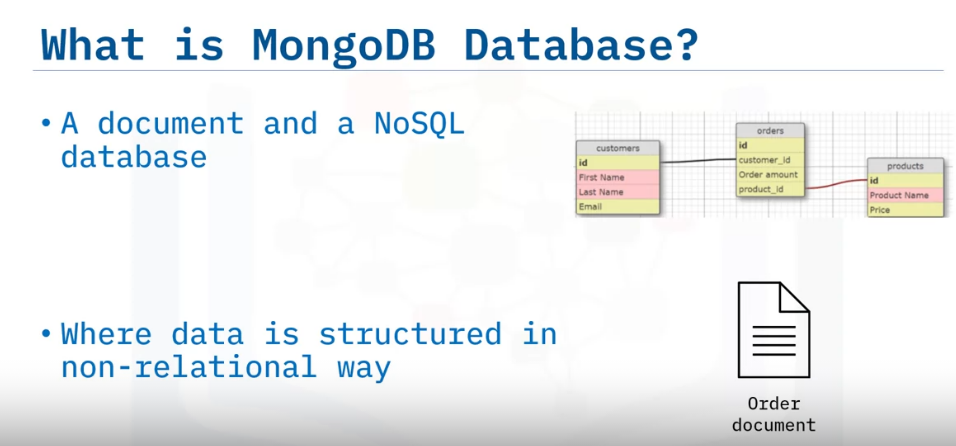 What is MongoDB Database?
• A document and a NoSQL
database
customers
id
First Name
Last Name
Email
orders
id
customer_id
Order amount
product_id
products
id
Product Name
Price
• Where data is structured in
non-relational way
Order
document